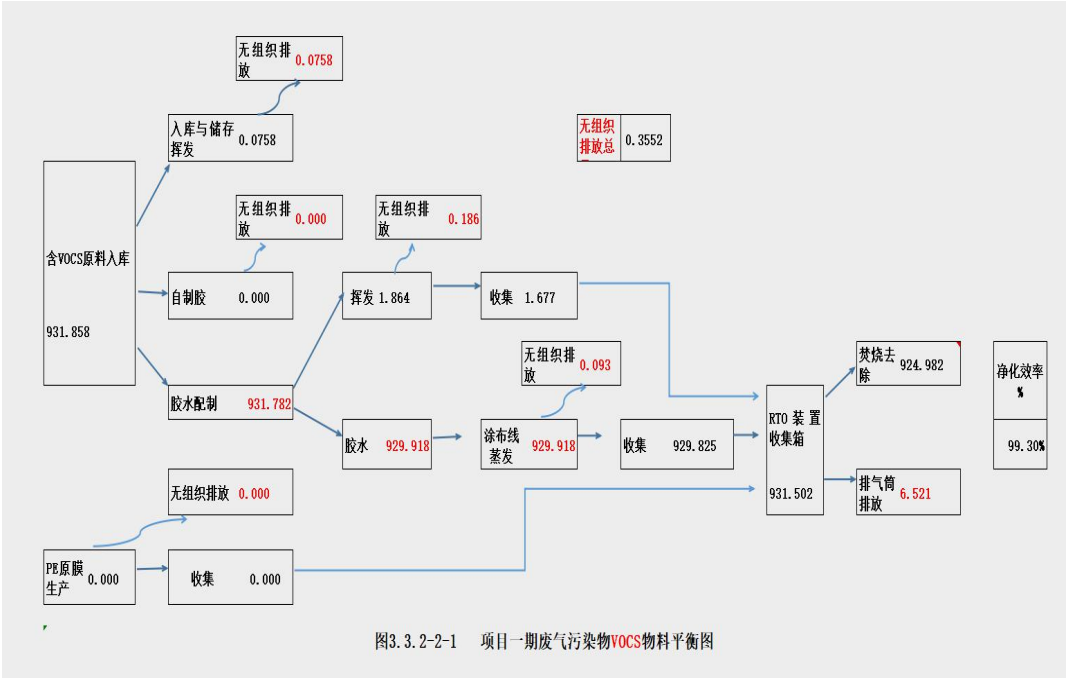 无组织排
放 0.0758
入库与储存
挥发 0.0758
无组织
排放总
0.3552
含VOCS原料入库
931.858
无组织排
放 0.000
无组织排
放 0.186
自制胶 0.000
挥发 1.864
收集 1.677
无组织排
放 0.093
胶水配制 931.782
胶水 929.918
涂布线
蒸发 929.918
收集 929.825
RTO装置
收集箱
931.502
焚烧去
除 924.982
净化效率
%
99.30%
排气筒
排放 6.521
无组织排放 0.000
PE原膜
生产 0.000
收集 0.000
图3.3.2-2-1 项目一期废气污染物VOCS物料平衡图